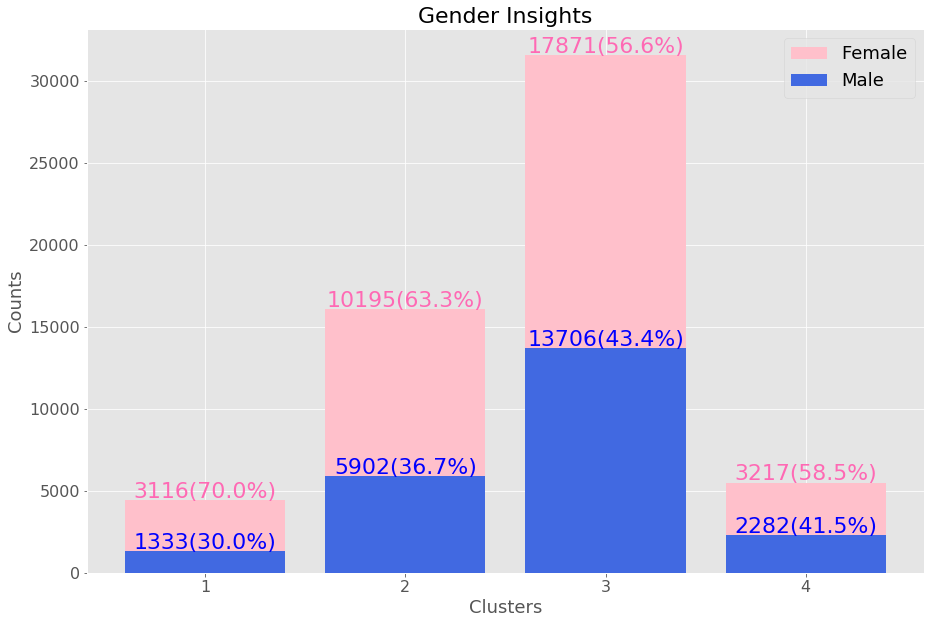 Gender Insights
Female
Male
17871(56.6%)
13706(43.4%)
10195(63.3%)
5902(36.7%)
3116(70.0%)
1333(30.0%)
3217(58.5%)
2282(41.5%)
30000
25000
20000
15000
10000
5000
0
Counts
1 2 3 4
Clusters